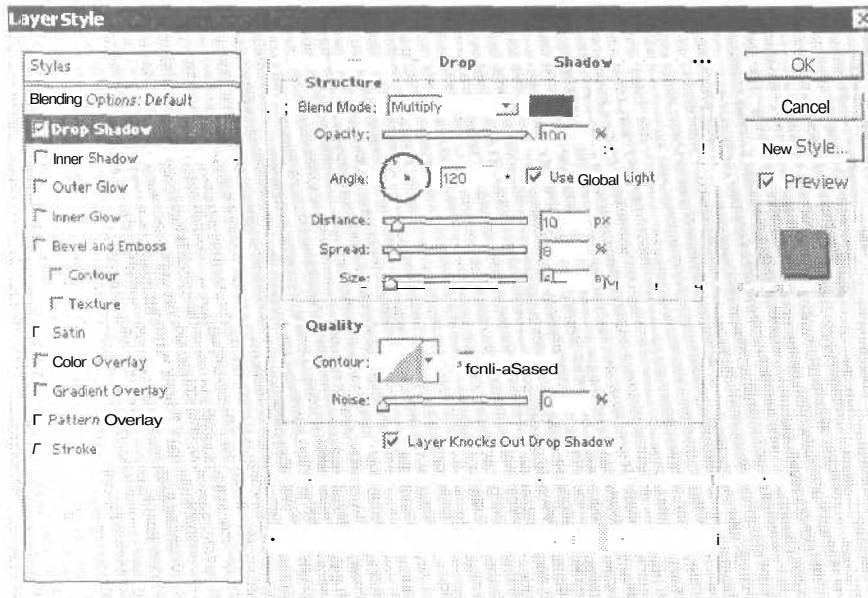 Layer Style
Styles
Blending Options: Default
Drop Shadow
Inner Shadow
Outer Glow
Inner Glow
Bevel and Emboss
Contour
Texture
Satin
Color Overlay
Gradient Overlay
Pattern Overlay
Stroke
Drop Shadow
Structure
Blend Mode: Multiply
Opacity: 100 %
Angle: 120 Use Global Light
Distance: 10 px
Spread: 8 %
Size:
Quality
Contour: fcnli-aSased
Noise: 0 %
Layer Knocks Out Drop Shadow
OK
Cancel
New Style...
Preview